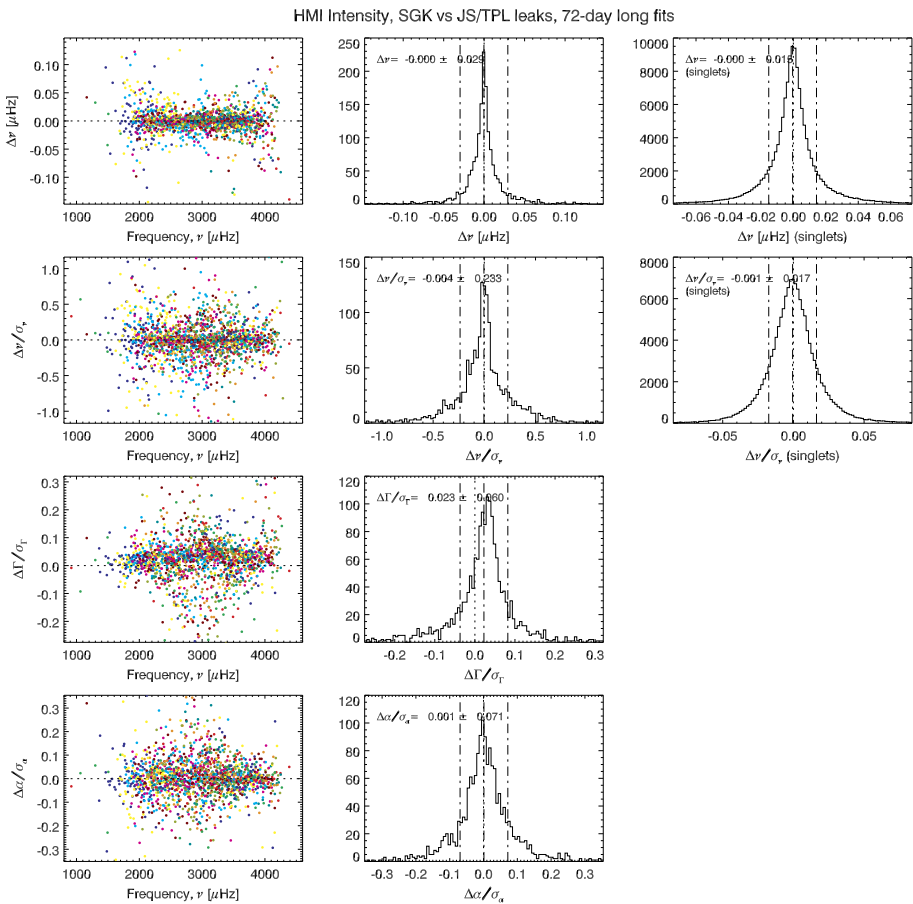 HMI Intensity, SGK vs JS/TPL leaks, 72-day long fits
Δν [μHz]
0.10
0.05
0.00
-0.05
-0.10
1000 2000 3000 4000
Frequency, ν [μHz]
Δν= -0.000 ± 0.029
250
200
150
100
50
0
-0.10 -0.05 0.00 0.05 0.10
Δν [μHz]
Δν= -0.000 ± 0.015
(singlets)
10000
8000
6000
4000
2000
0
-0.06 -0.04 -0.02 0.00 0.02 0.04 0.06
Δν [μHz] (singlets)
Δν/σν
1.0
0.5
0.0
-0.5
-1.0
1000 2000 3000 4000
Frequency, ν [μHz]
Δν/σν= -0.004 ± 0.233
150
100
50
0
-1.0 -0.5 0.0 0.5 1.0
Δν/σν
Δν/σν= -0.001 ± 0.017
(singlets)
8000
6000
4000
2000
0
-0.05 0.00 0.05
Δν/σν (singlets)
ΔΓ/σΓ
0.3
0.2
0.1
0.0
-0.1
-0.2
1000 2000 3000 4000
Frequency, ν [μHz]
ΔΓ/σΓ= 0.023 ± 0.060
120
100
80
60
40
20
0
-0.2 -0.1 0.0 0.1 0.2 0.3
ΔΓ/σΓ
Δα/σα
0.3
0.2
0.1
0.0
-0.1
-0.2
-0.3
1000 2000 3000 4000
Frequency, ν [μHz]
Δα/σα= 0.001 ± 0.071
100
80
60
40
20
0
-0.3 -0.2 -0.1 0.0 0.1 0.2 0.3
Δα/σα